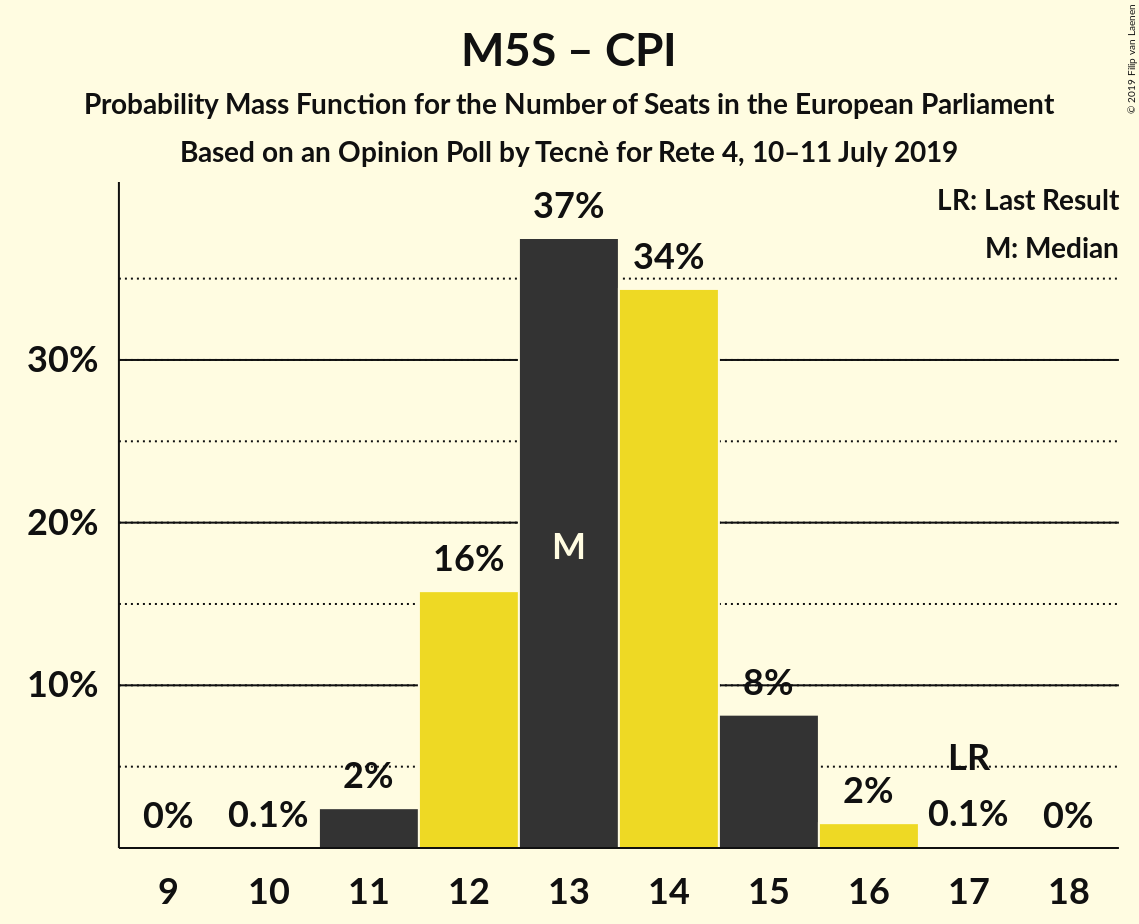 M5S – CPI
Probability Mass Function for the Number of Seats in the European Parliament
Based on an Opinion Poll by Tecnè for Rete 4, 10–11 July 2019
© 2019 Filip van Laenen
LR: Last Result
M: Median
37%
34%
30%
M
20%
16%
10%
8%
LR
2%
2%
0%
0.1%
0.1%
0%
9 10 11 12 13 14 15 16 17 18